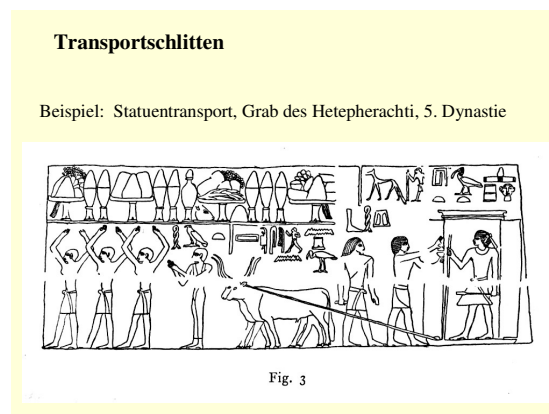 Transportschlitten
Beispiel: Statuentransport, Grab des Hetepherachti, 5. Dynastie
Fig. 3